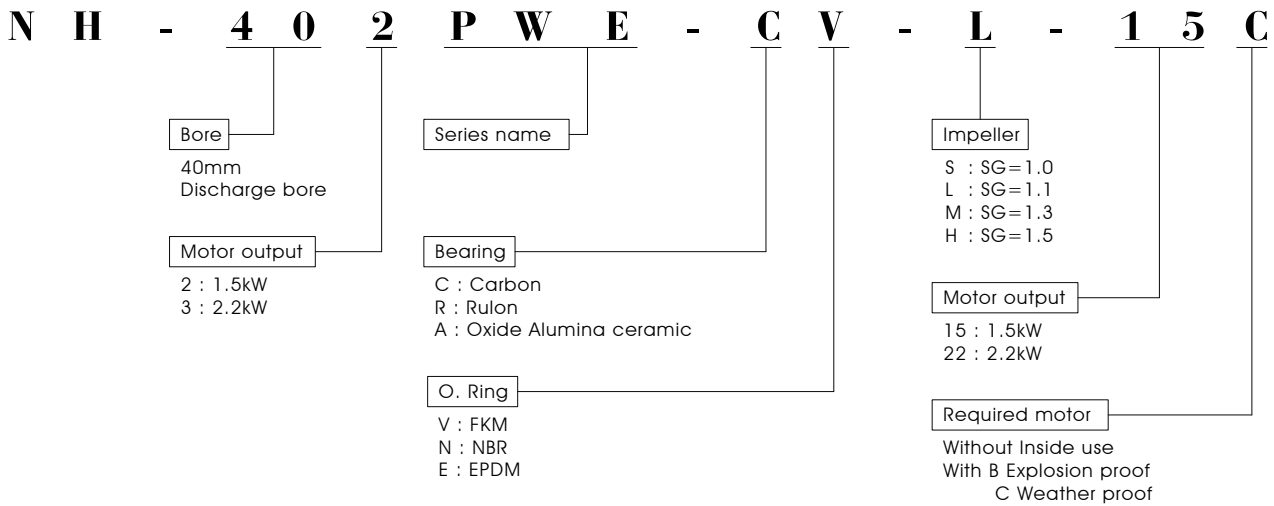 N H - 4 0 2 P W E - C V - L - 1 5 C
Bore
40mm
Discharge bore
Motor output
2 : 1.5kW
3 : 2.2kW
Series name
Bearing
C : Carbon
R : Rulon
A : Oxide Alumina ceramic
O. Ring
V : FKM
N : NBR
E : EPDM
Impeller
S : SG=1.0
L : SG=1.1
M : SG=1.3
H : SG=1.5
Motor output
15 : 1.5kW
22 : 2.2kW
Required motor
Without Inside use
With B Explosion proof
C Weather proof